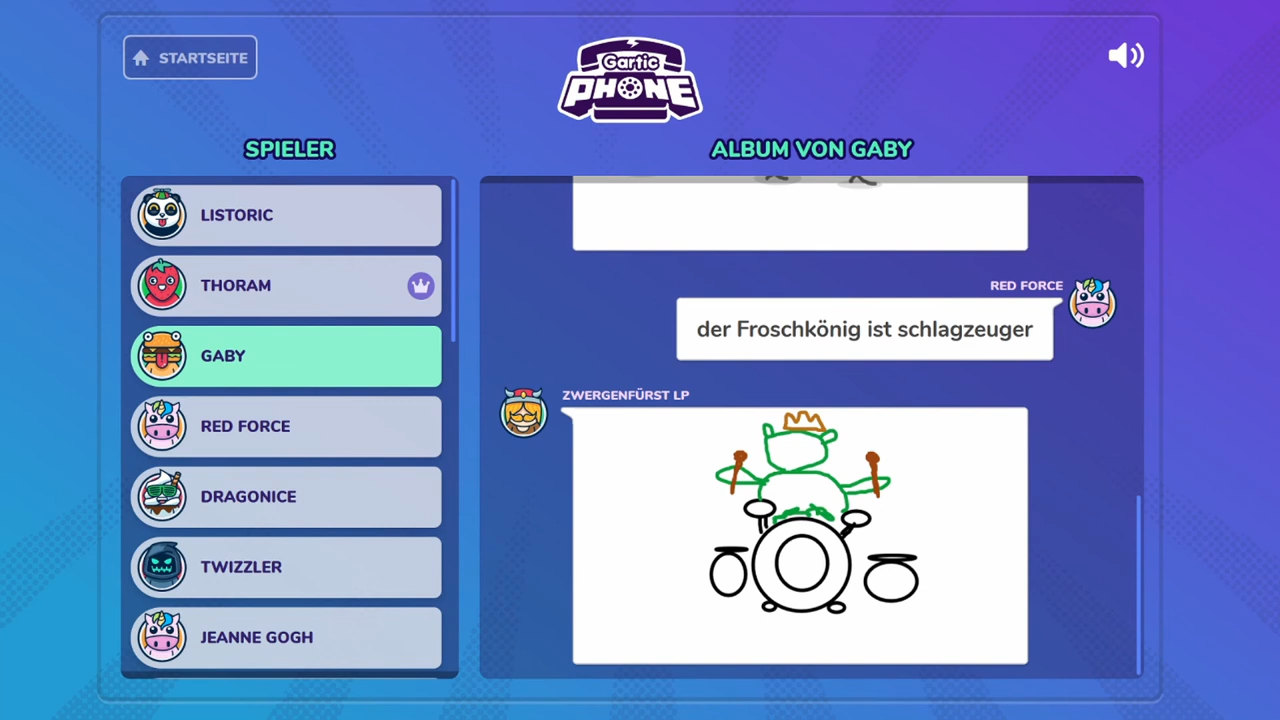 STARTSEITE
Gartic
PHONE
SPIELER
LISTORIC
THORAM
GABY
RED FORCE
DRAGONICE
TWIZZLER
JEANNE GOGH
ALBUM VON GABY
RED FORCE
der Froschkönig ist schlagzeuger
ZWERGENFÜRST LP